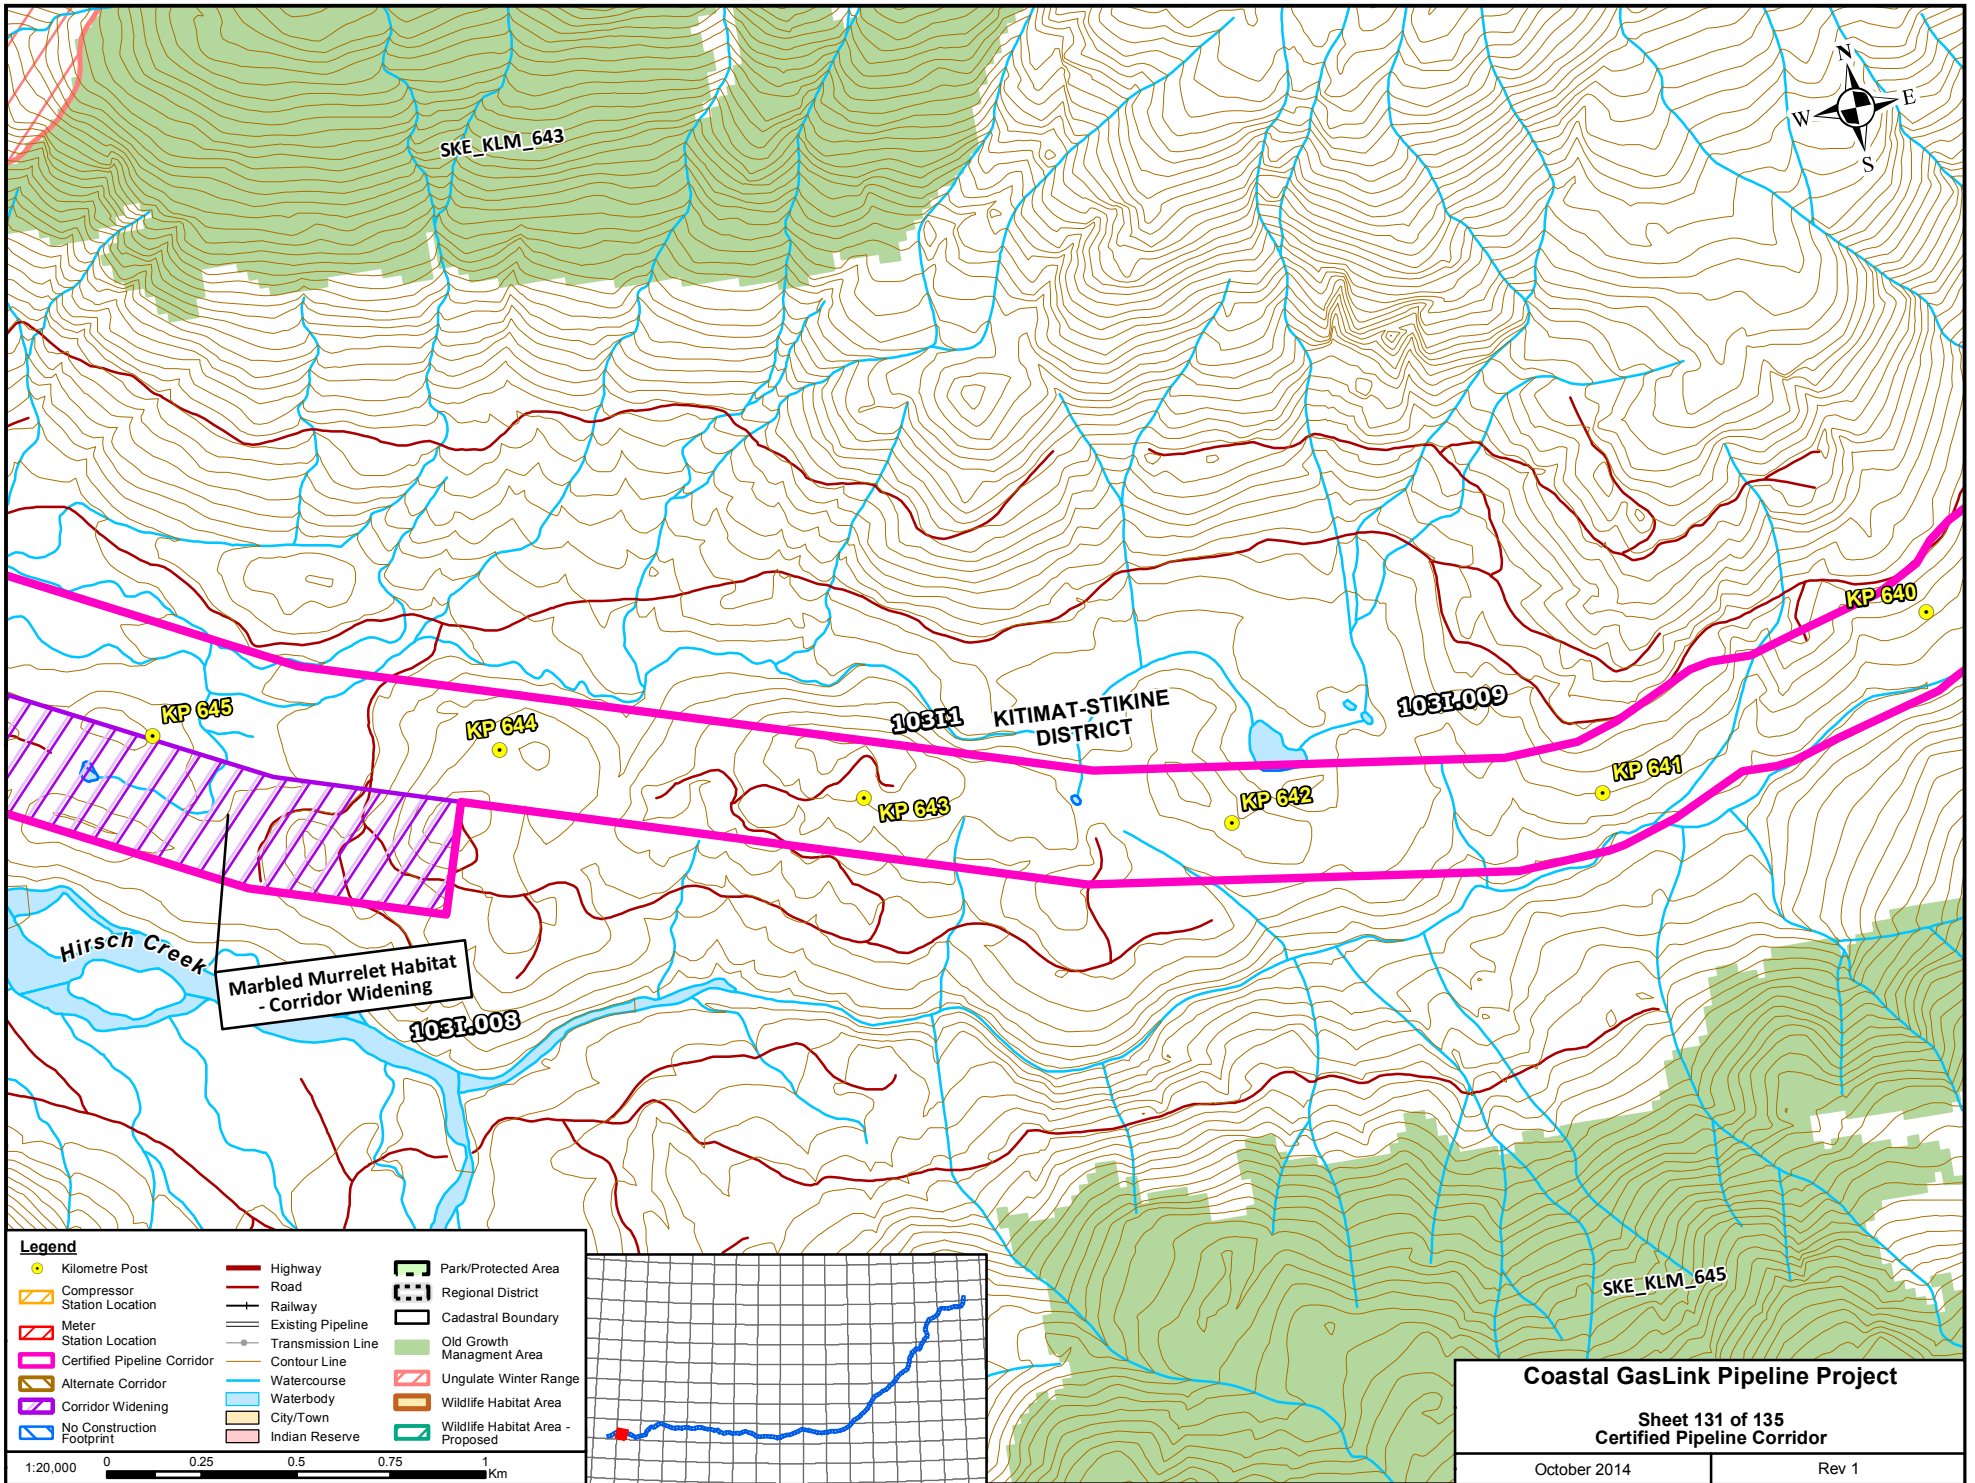 N
W
E
S
SKE_KLM_643
KP 640
KP 645
KP 644
103I1
KITIMAT-STIKINE
DISTRICT
103I.009
KP 641
KP 643
KP 642
Hirsch Creek
Marbled Murrelet Habitat
- Corridor Widening
103I.008
SKE_KLM_645
Legend
Kilometre Post
Compressor
Station Location
Meter
Station Location
Certified Pipeline Corridor
Alternate Corridor
Corridor Widening
No Construction
Footprint
Highway
Road
Railway
Existing Pipeline
Transmission Line
Contour Line
Watercourse
Waterbody
City/Town
Indian Reserve
Park/Protected Area
Regional District
Cadastral Boundary
Old Growth
Managment Area
Ungulate Winter Range
Wildlife Habitat Area
Wildlife Habitat Area -
Proposed
1:20,000
0 0.25 0.5 0.75 1
Km
Coastal GasLink Pipeline Project
Sheet 131 of 135
Certified Pipeline Corridor
October 2014
Rev 1